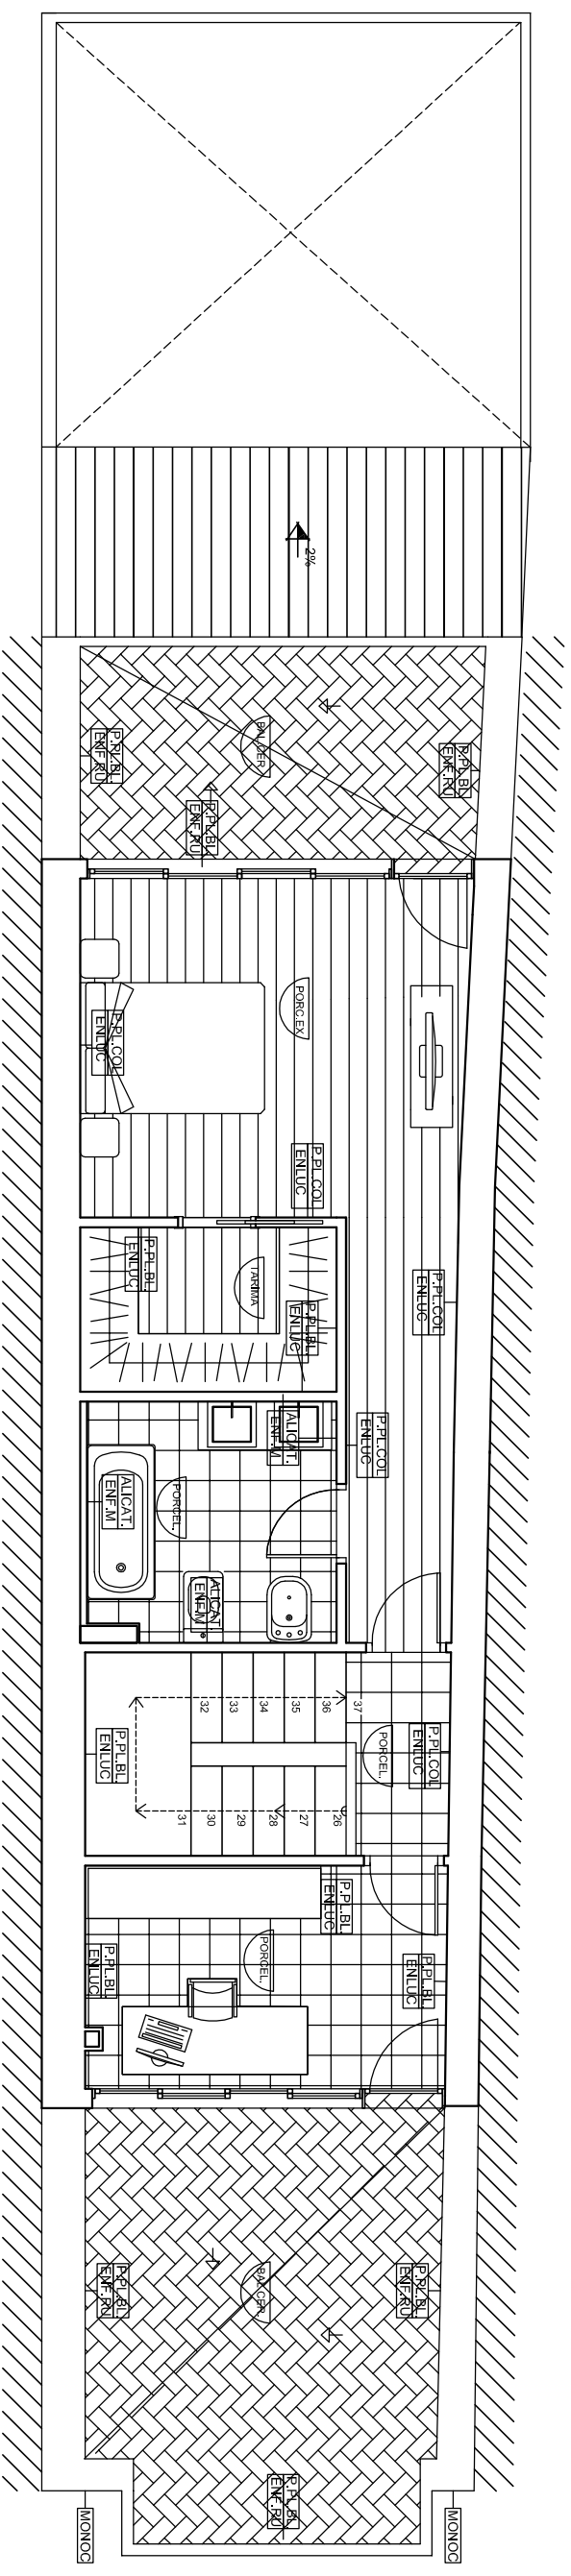 2%
P.PL.BL
ENF.RU
BAL.CER
P.PL.BL
ENF.RU
P.PL.BL
ENF.RU
PORC.EX
P.PL.COL
ENLUC
P.PL.COL
ENLUC
P.PL.COL
ENLUC
P.PL.BL.
ENLUC
TARIMA
P.PL.BL.
ENLUC
P.PL.COL
ENLUC
ALICAT.
ENF.M
ALICAT.
ENF.M
PORCEL.
ALICAT.
ENF.M
37
36
35
34
33
32
P.PL.COL
ENLUC
PORCEL.
P.PL.BL.
ENLUC
26
27
28
29
30
31
P.PL.BL.
ENLUC
P.PL.BL.
ENLUC
PORCEL.
P.PL.BL.
ENLUC
P.PL.BL.
ENF.RU
BAL.CER.
P.PL.BL.
ENF.RU
P.PL.BL.
ENF.RU
MONOC
MONOC